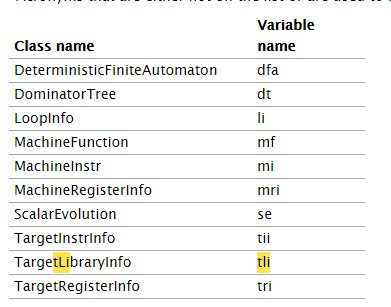 Variable
Class name name
DeterministicFiniteAutomaton dfa
DominatorTree dt
LoopInfo li
MachineFunction mf
MachineInstr mi
MachineRegisterInfo mri
ScalarEvolution se
TargetInstrInfo tii
TargetLibraryInfo tli
TargetRegisterInfo tri